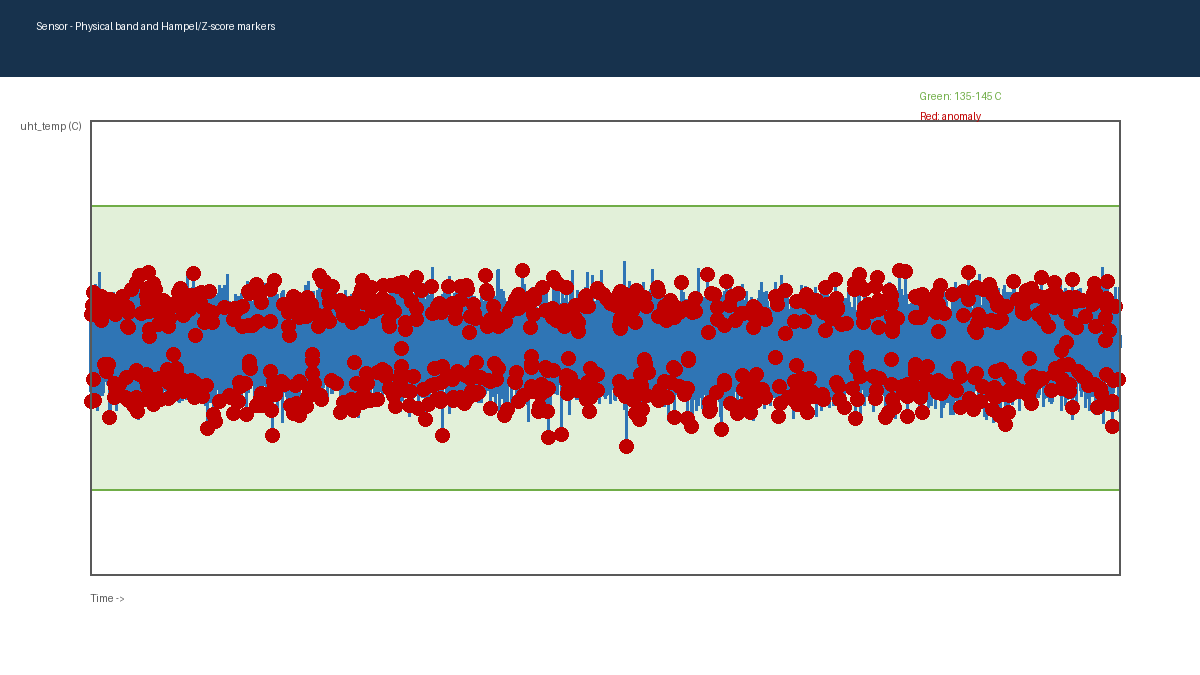 Sensor - Physical band and Hampel/Z-score markers
Green: 135-145 C
Red: anomaly
uht_temp (C)
Time ->